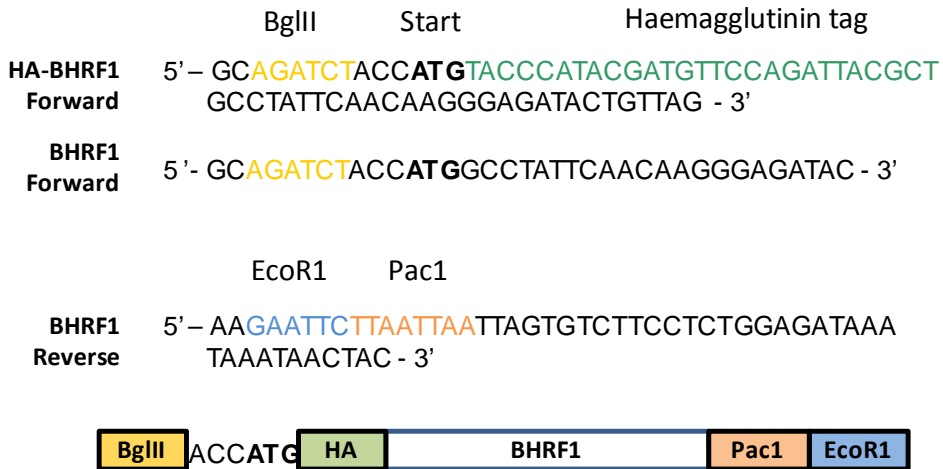 BglII Start Haemagglutinin tag
HA-BHRF1 Forward 5'– GCAGATCTACCATGTACCCATACGATGTTCCAGATTACGCT
GCCTATTCAACAAGGGAGATACTGTTAG - 3'
BHRF1 Forward 5'- GCAGATCTACCATGGCCTATTCAACAAGGGAGATAC - 3'
EcoR1 Pac1
BHRF1 Reverse 5'– AAGAATTCTTAATTAATTAGTGTCTTCCTCTGGAGATAAA
TAAATAACTAC - 3'
BglII ACCATG HA BHRF1 Pac1 EcoR1